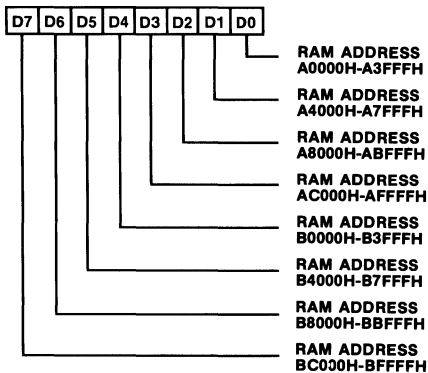 D7 D6 D5 D4 D3 D2 D1 D0
RAM ADDRESS
A0000H-A3FFFH
RAM ADDRESS
A4000H-A7FFFH
RAM ADDRESS
A8000H-ABFFFH
RAM ADDRESS
AC000H-AFFFFH
RAM ADDRESS
B0000H-B3FFFH
RAM ADDRESS
B4000H-B7FFFH
RAM ADDRESS
B8000H-BBFFFH
RAM ADDRESS
BC000H-BFFFFH